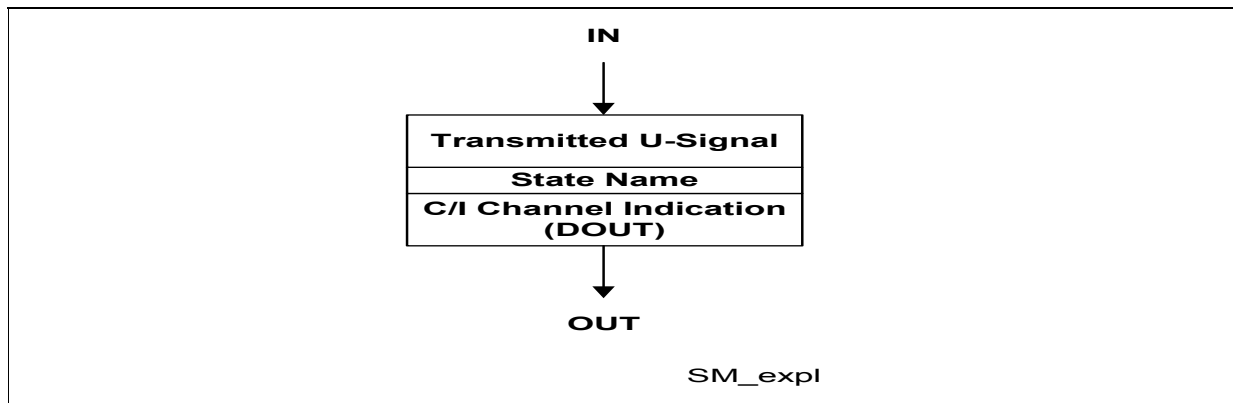 IN
Transmitted U-Signal
State Name
C/I Channel Indication
(DOUT)
OUT
SM_expl